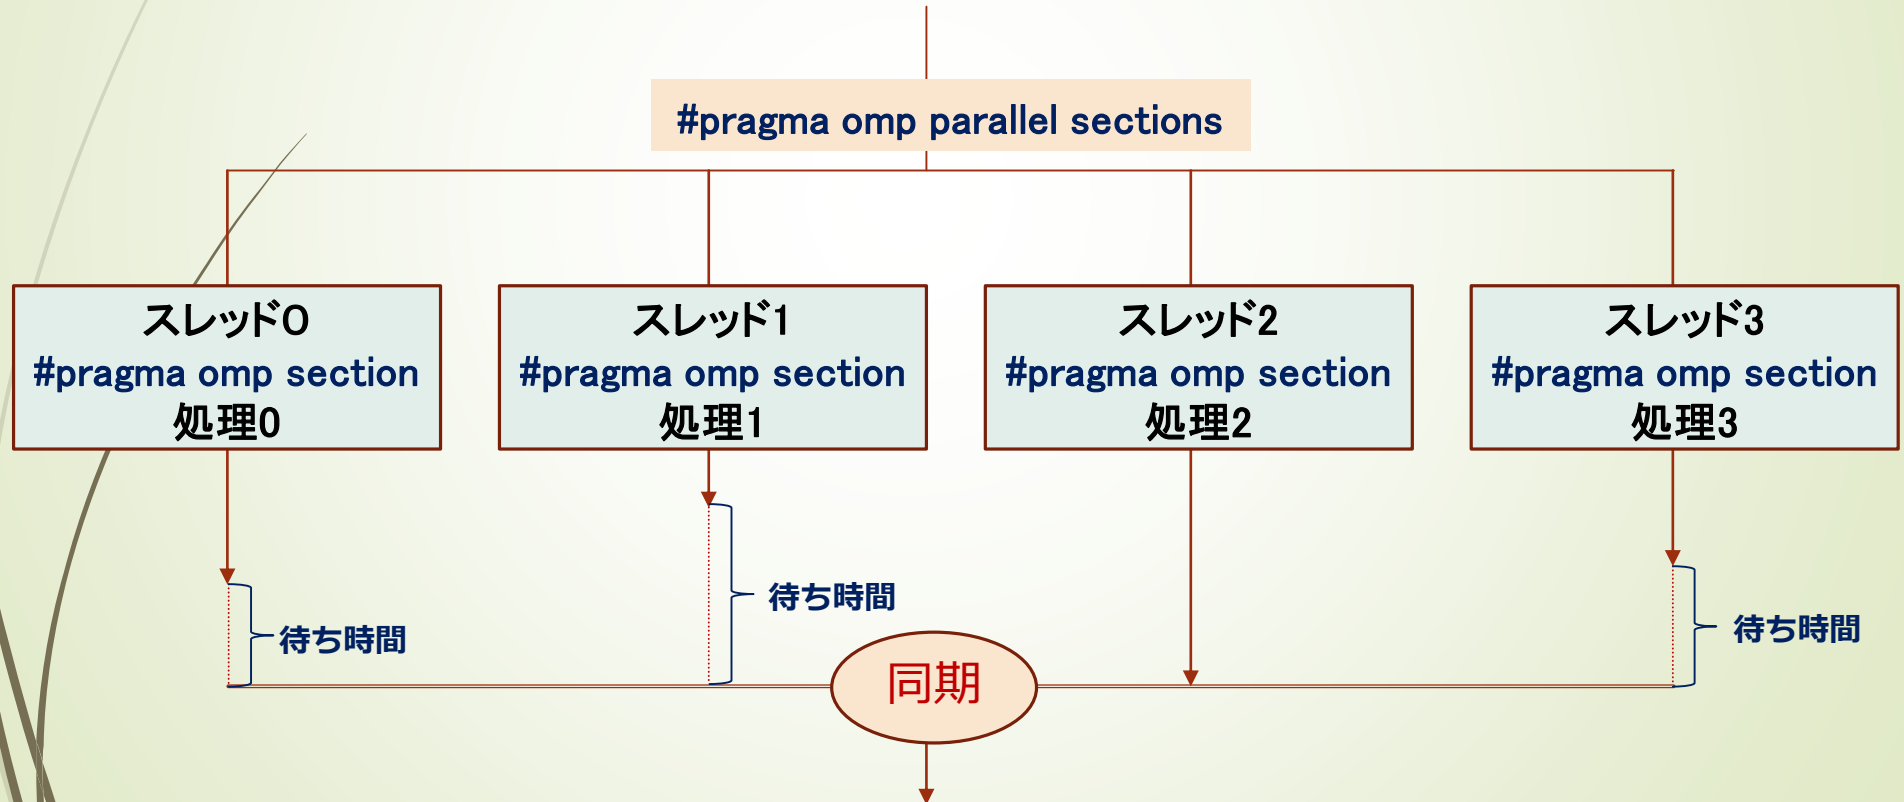 #pragma omp parallel sections
スレッド0
#pragma omp section
処理0
スレッド1
#pragma omp section
処理1
スレッド2
#pragma omp section
処理2
スレッド3
#pragma omp section
処理3
待ち時間
待ち時間
待ち時間
同期